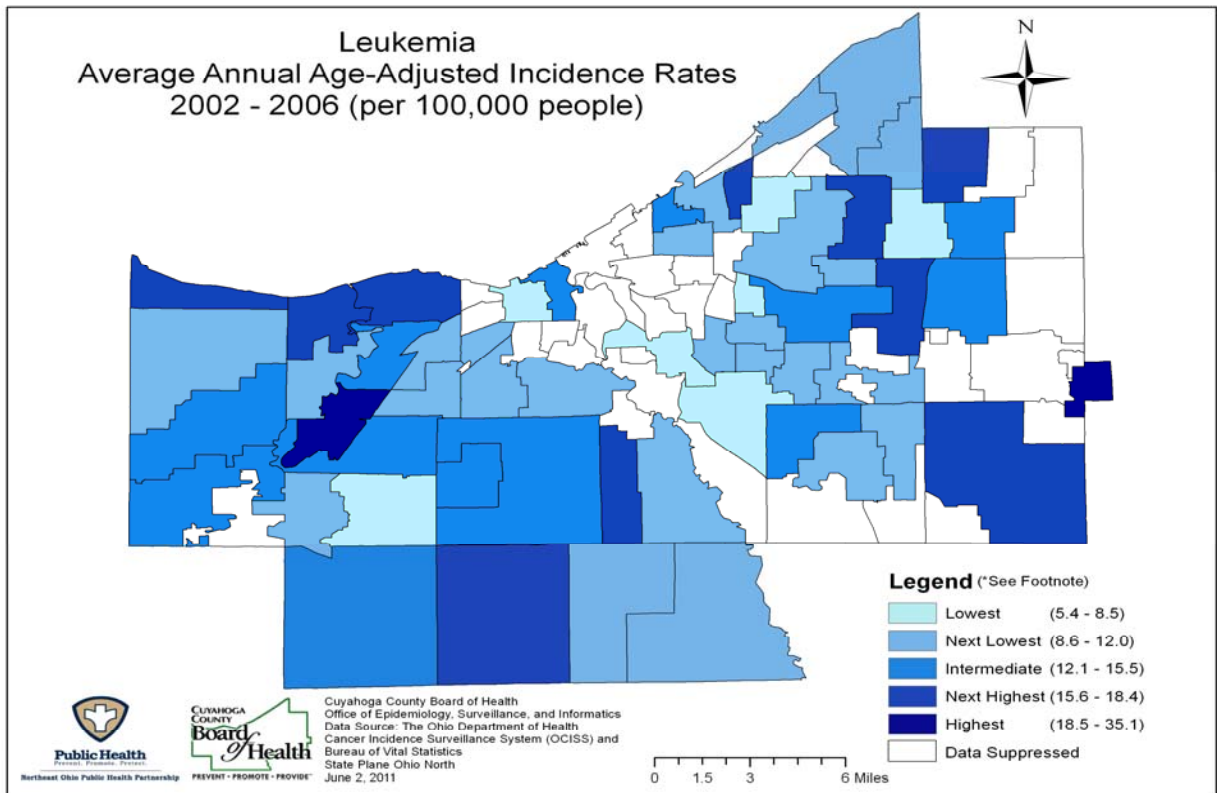 Leukemia
Average Annual Age-Adjusted Incidence Rates
2002 - 2006 (per 100,000 people)
N
Legend (*See Footnote)
Lowest (5.4 - 8.5)
Next Lowest (8.6 - 12.0)
Intermediate (12.1 - 15.5)
Next Highest (15.6 - 18.4)
Highest (18.5 - 35.1)
Data Suppressed
Public Health
Prevent. Promote. Protect.
Northeast Ohio Public Health Partnership
CUYAHOGA
COUNTY
Board
of Health
PREVENT • PROMOTE • PROVIDE
Cuyahoga County Board of Health
Office of Epidemiology, Surveillance, and Informatics
Data Source: The Ohio Department of Health
Cancer Incidence Surveillance System (OCISS) and
Bureau of Vital Statistics
State Plane Ohio North
June 2, 2011
0 1.5 3 6 Miles